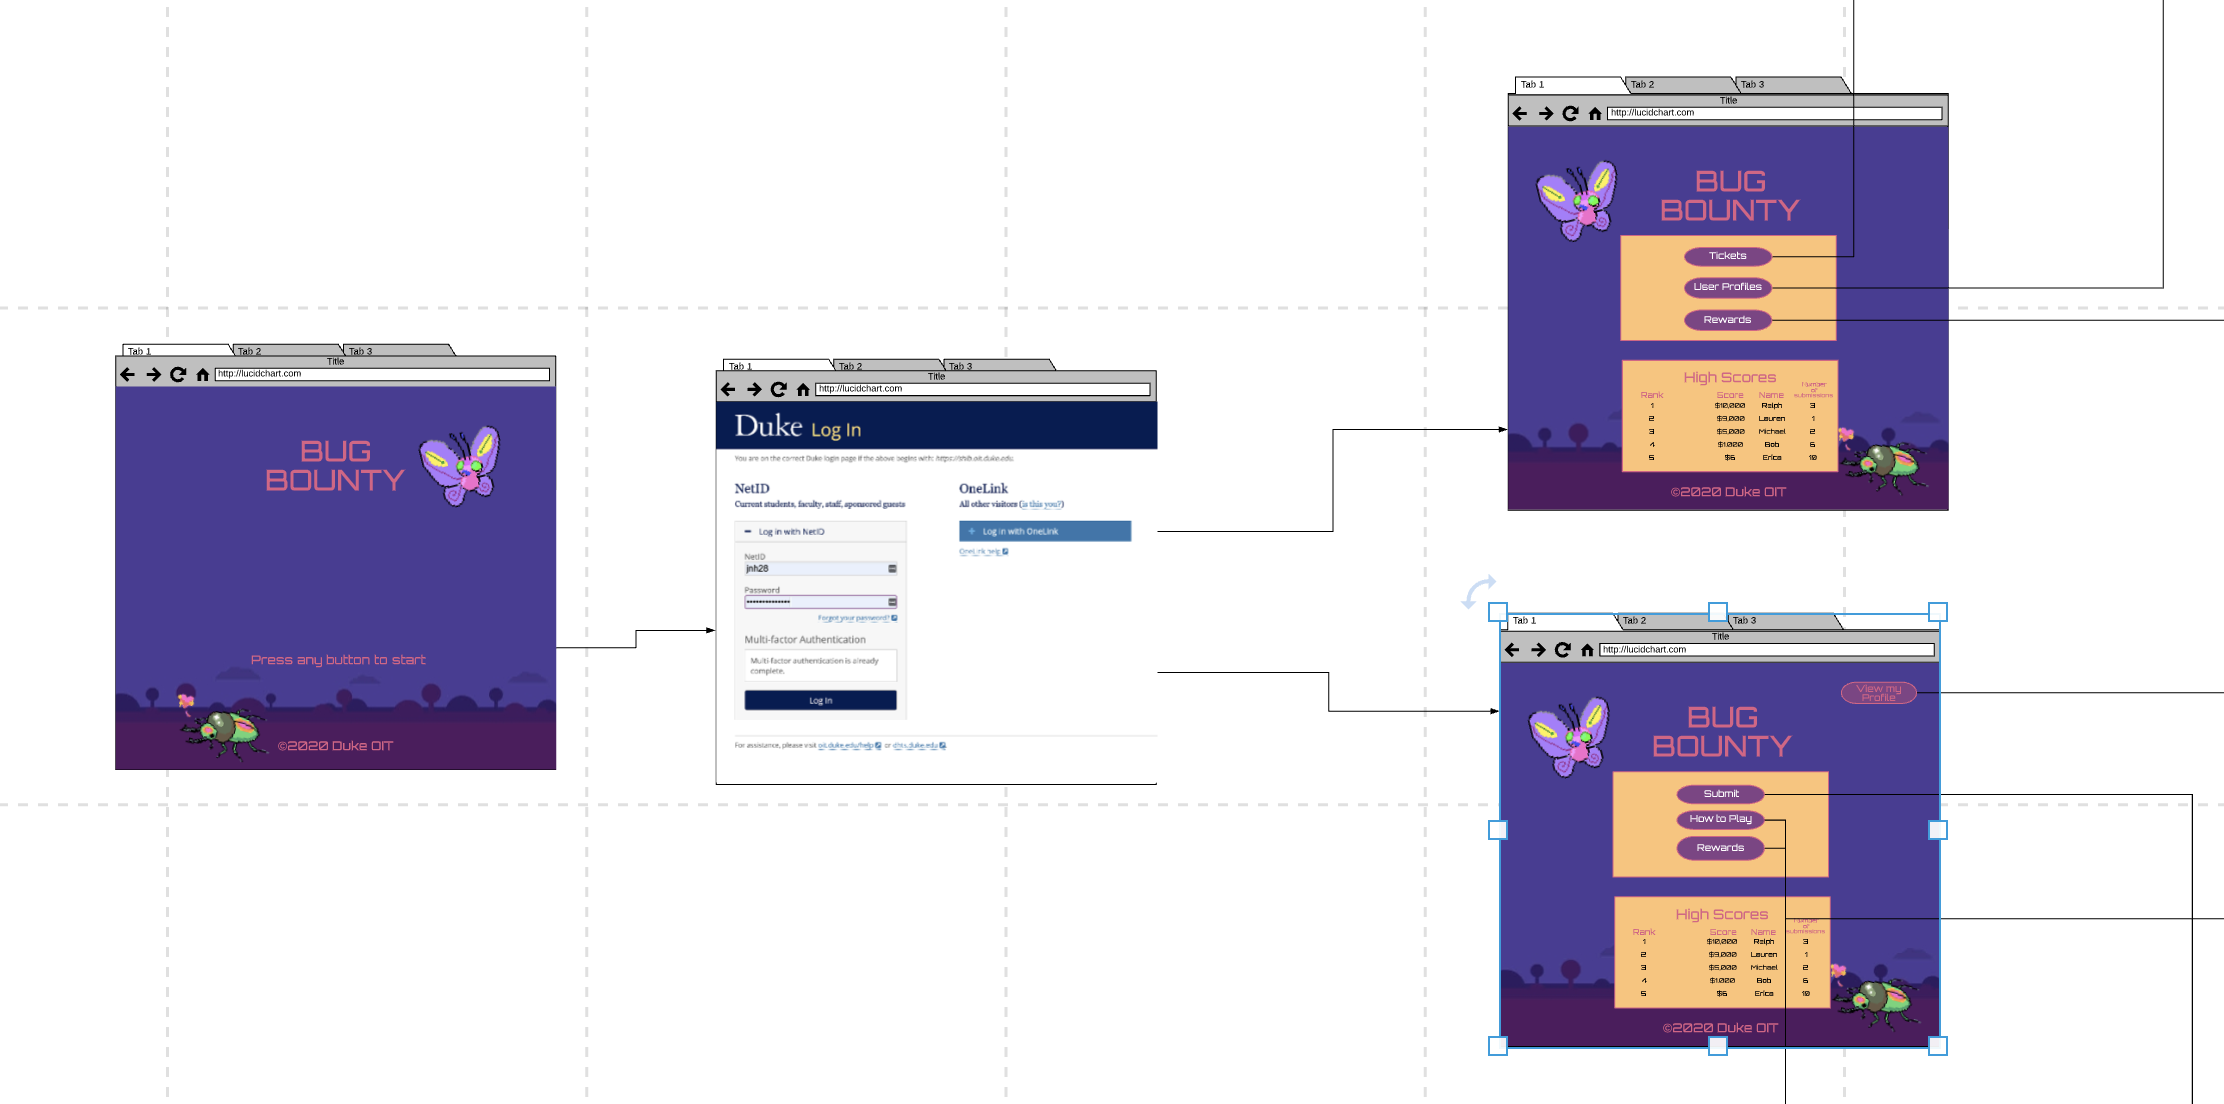 Tab 1 Tab 2 Tab 3
Title
http://lucidchart.com
BUG
BOUNTY
Press any button to start
©2020 Duke OIT
Tab 1 Tab 2 Tab 3
Title
http://lucidchart.com
Duke Log In
You are on the correct Duke login page if the above begins with: https://shib.oit.duke.edu.
NetID
Current students, faculty, staff, sponsored guests
− Log in with NetID
NetID
jnh28
Password
••••••••••••••
Forgot your password?
Multi-factor Authentication
Multi-factor authentication is already
complete.
Log In
OneLink
All other visitors (is this you?)
+ Log in with OneLink
OneLink help
For assistance, please visit oit.duke.edu/help or dhts.duke.edu
Tab 1 Tab 2 Tab 3
Title
http://lucidchart.com
BUG
BOUNTY
Tickets
User Profiles
Rewards
High Scores
Rank Score Name Number
of
submissions
1 $10,000 Ralph 3
2 $9,000 Lauren 1
3 $5,000 Michael 2
4 $1000 Bob 6
5 $6 Erica 10
©2020 Duke OIT
Tab 1 Tab 2 Tab 3
Title
http://lucidchart.com
View my
Profile
BUG
BOUNTY
Submit
How to Play
Rewards
High Scores
Rank Score Name Number
of
submissions
1 $10,000 Ralph 3
2 $9,000 Lauren 1
3 $5,000 Michael 2
4 $1000 Bob 6
5 $6 Erica 10
©2020 Duke OIT